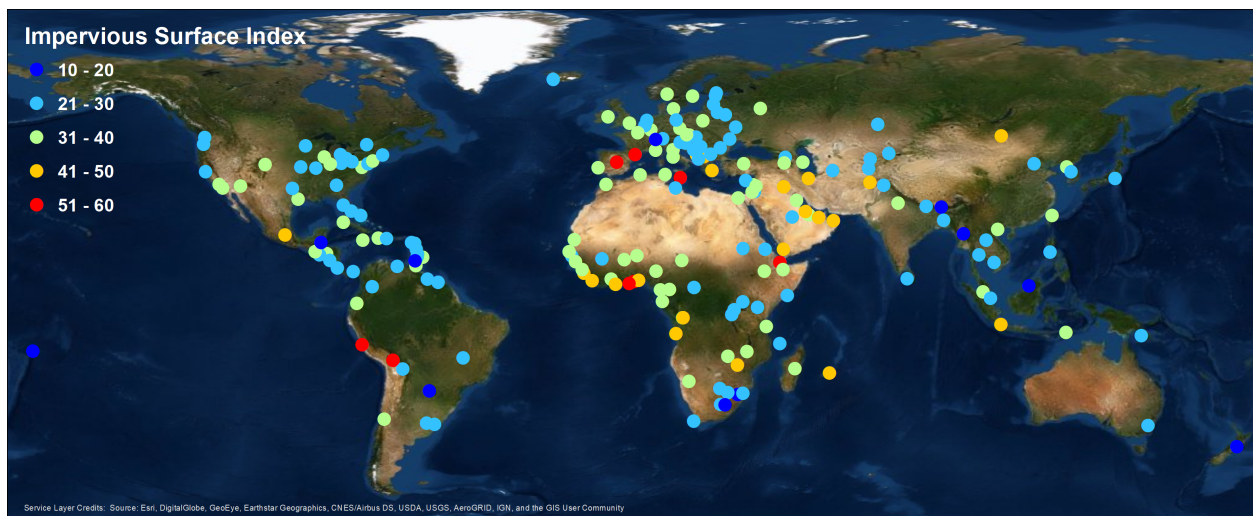 Impervious Surface Index
10 - 20
21 - 30
31 - 40
41 - 50
51 - 60
Service Layer Credits: Source: Esri, DigitalGlobe, GeoEye, Earthstar Geographics, CNES/Airbus DS, USDA, USGS, AeroGRID, IGN, and the GIS User Community